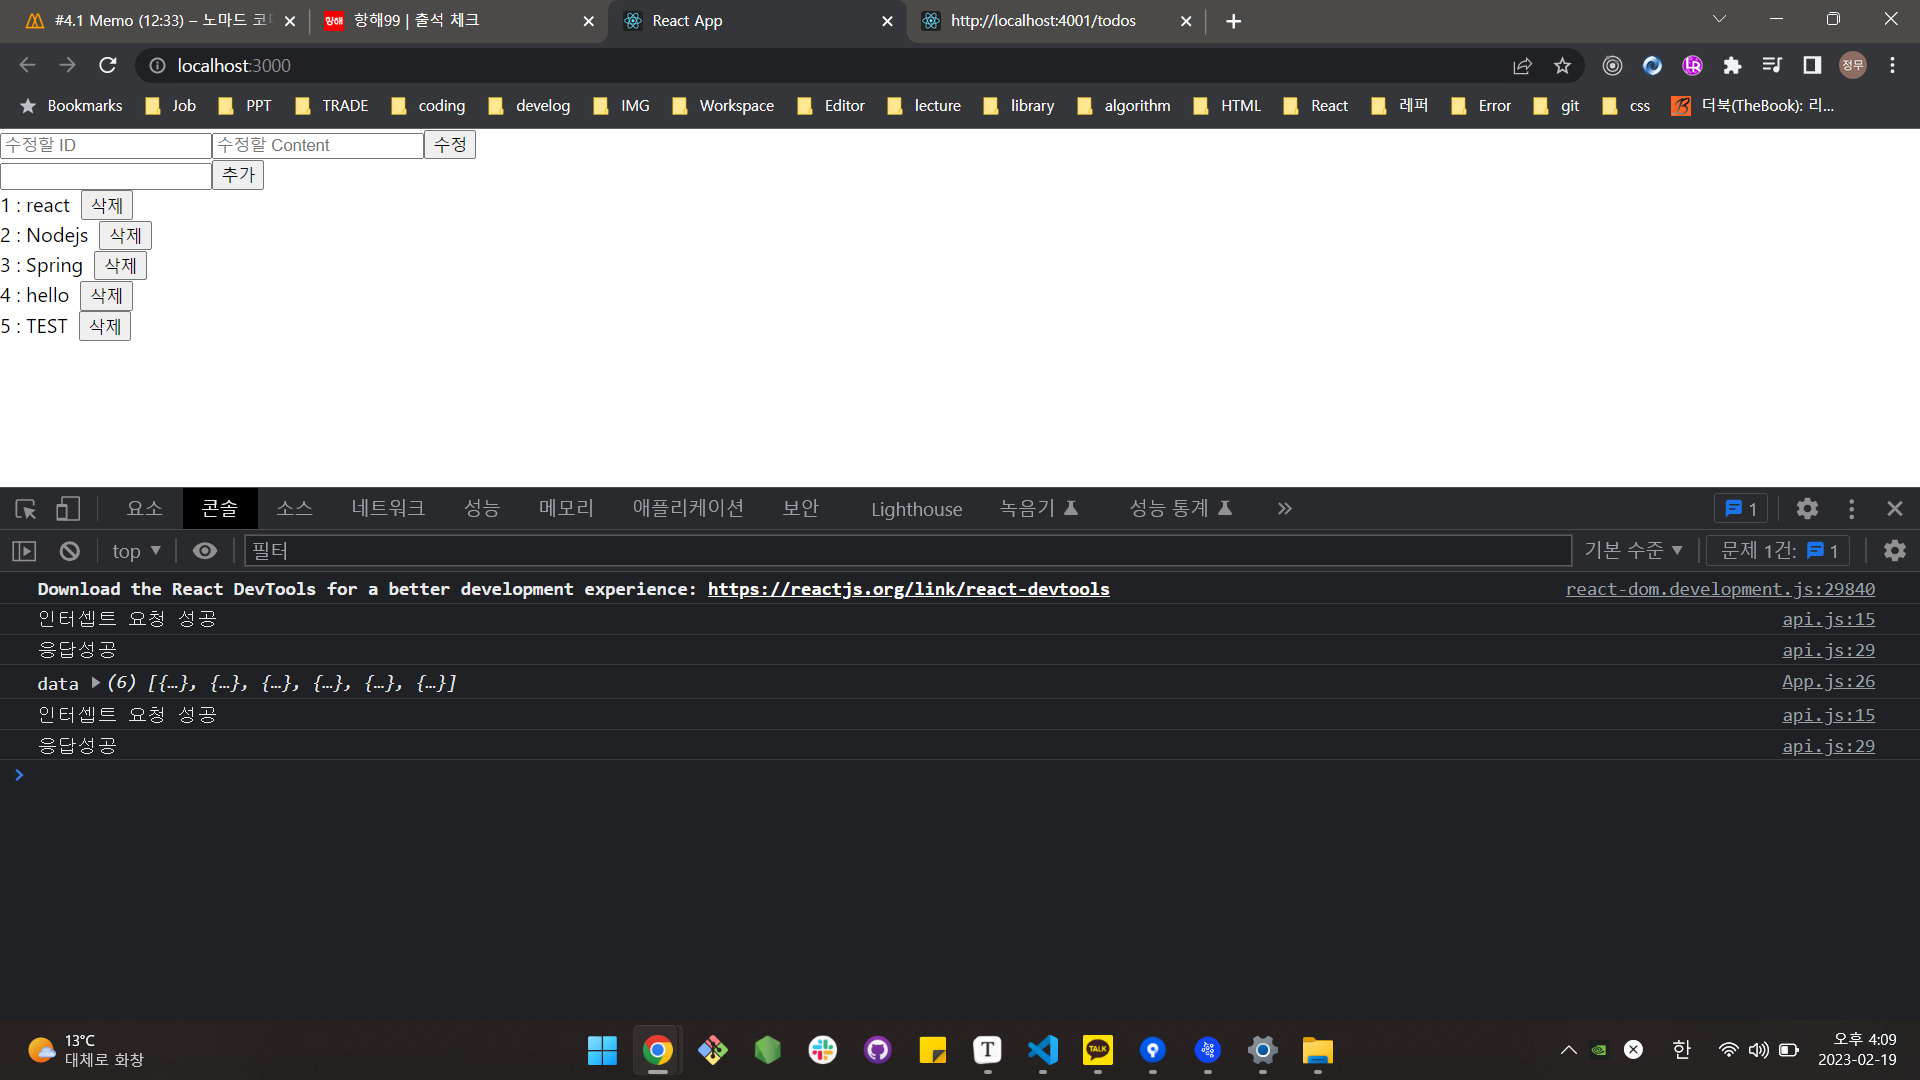 #4.1 Memo (12:33) – 노마드 코
항해99 | 출석 체크
React App
http://localhost:4001/todos
localhost:3000
정무
Bookmarks Job PPT TRADE coding develog IMG Workspace Editor lecture library algorithm HTML React 레퍼 Error git css 더북(TheBook): 리...
수정할 ID 수정할 Content 수정
추가
1 : react 삭제
2 : Nodejs 삭제
3 : Spring 삭제
4 : hello 삭제
5 : TEST 삭제
요소 콘솔 소스 네트워크 성능 메모리 애플리케이션 보안 Lighthouse 녹음기 성능 통계 » 1
top 필터 기본 수준 문제 1건: 1
Download the React DevTools for a better development experience: https://reactjs.org/link/react-devtools react-dom.development.js:29840
인터셉트 요청 성공 api.js:15
응답성공 api.js:29
data (6) [{…}, {…}, {…}, {…}, {…}, {…}] App.js:26
인터셉트 요청 성공 api.js:15
응답성공 api.js:29
13°C
대체로 화창
T
TALK
한
오후 4:09
2023-02-19